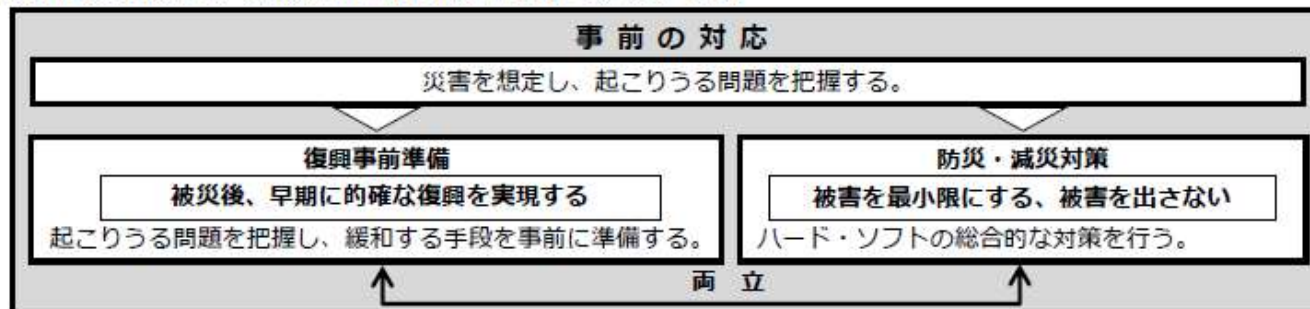 事前の対応
災害を想定し、起こりうる問題を把握する。
復興事前準備
被災後、早期に的確な復興を実現する
起こりうる問題を把握し、緩和する手段を事前に準備する。
防災・減災対策
被害を最小限にする、被害を出さない
ハード・ソフトの総合的な対策を行う。
両立